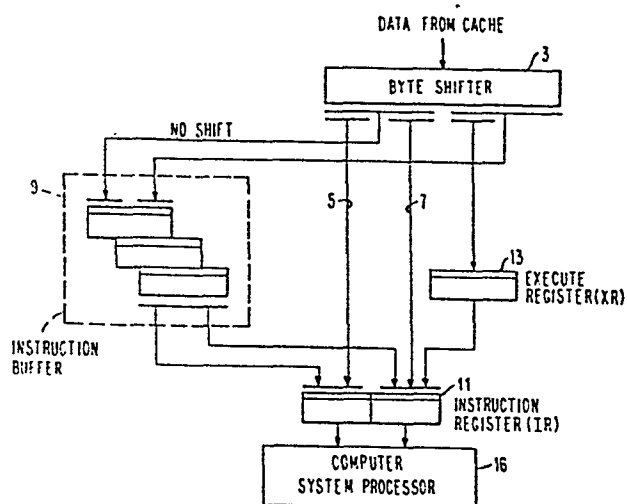 DATA FROM CACHE
3
BYTE SHIFTER
NO SHIFT
9
5
7
13
EXECUTE
REGISTER(XR)
INSTRUCTION
BUFFER
11
INSTRUCTION
REGISTER(IR)
COMPUTER
SYSTEM PROCESSOR
16